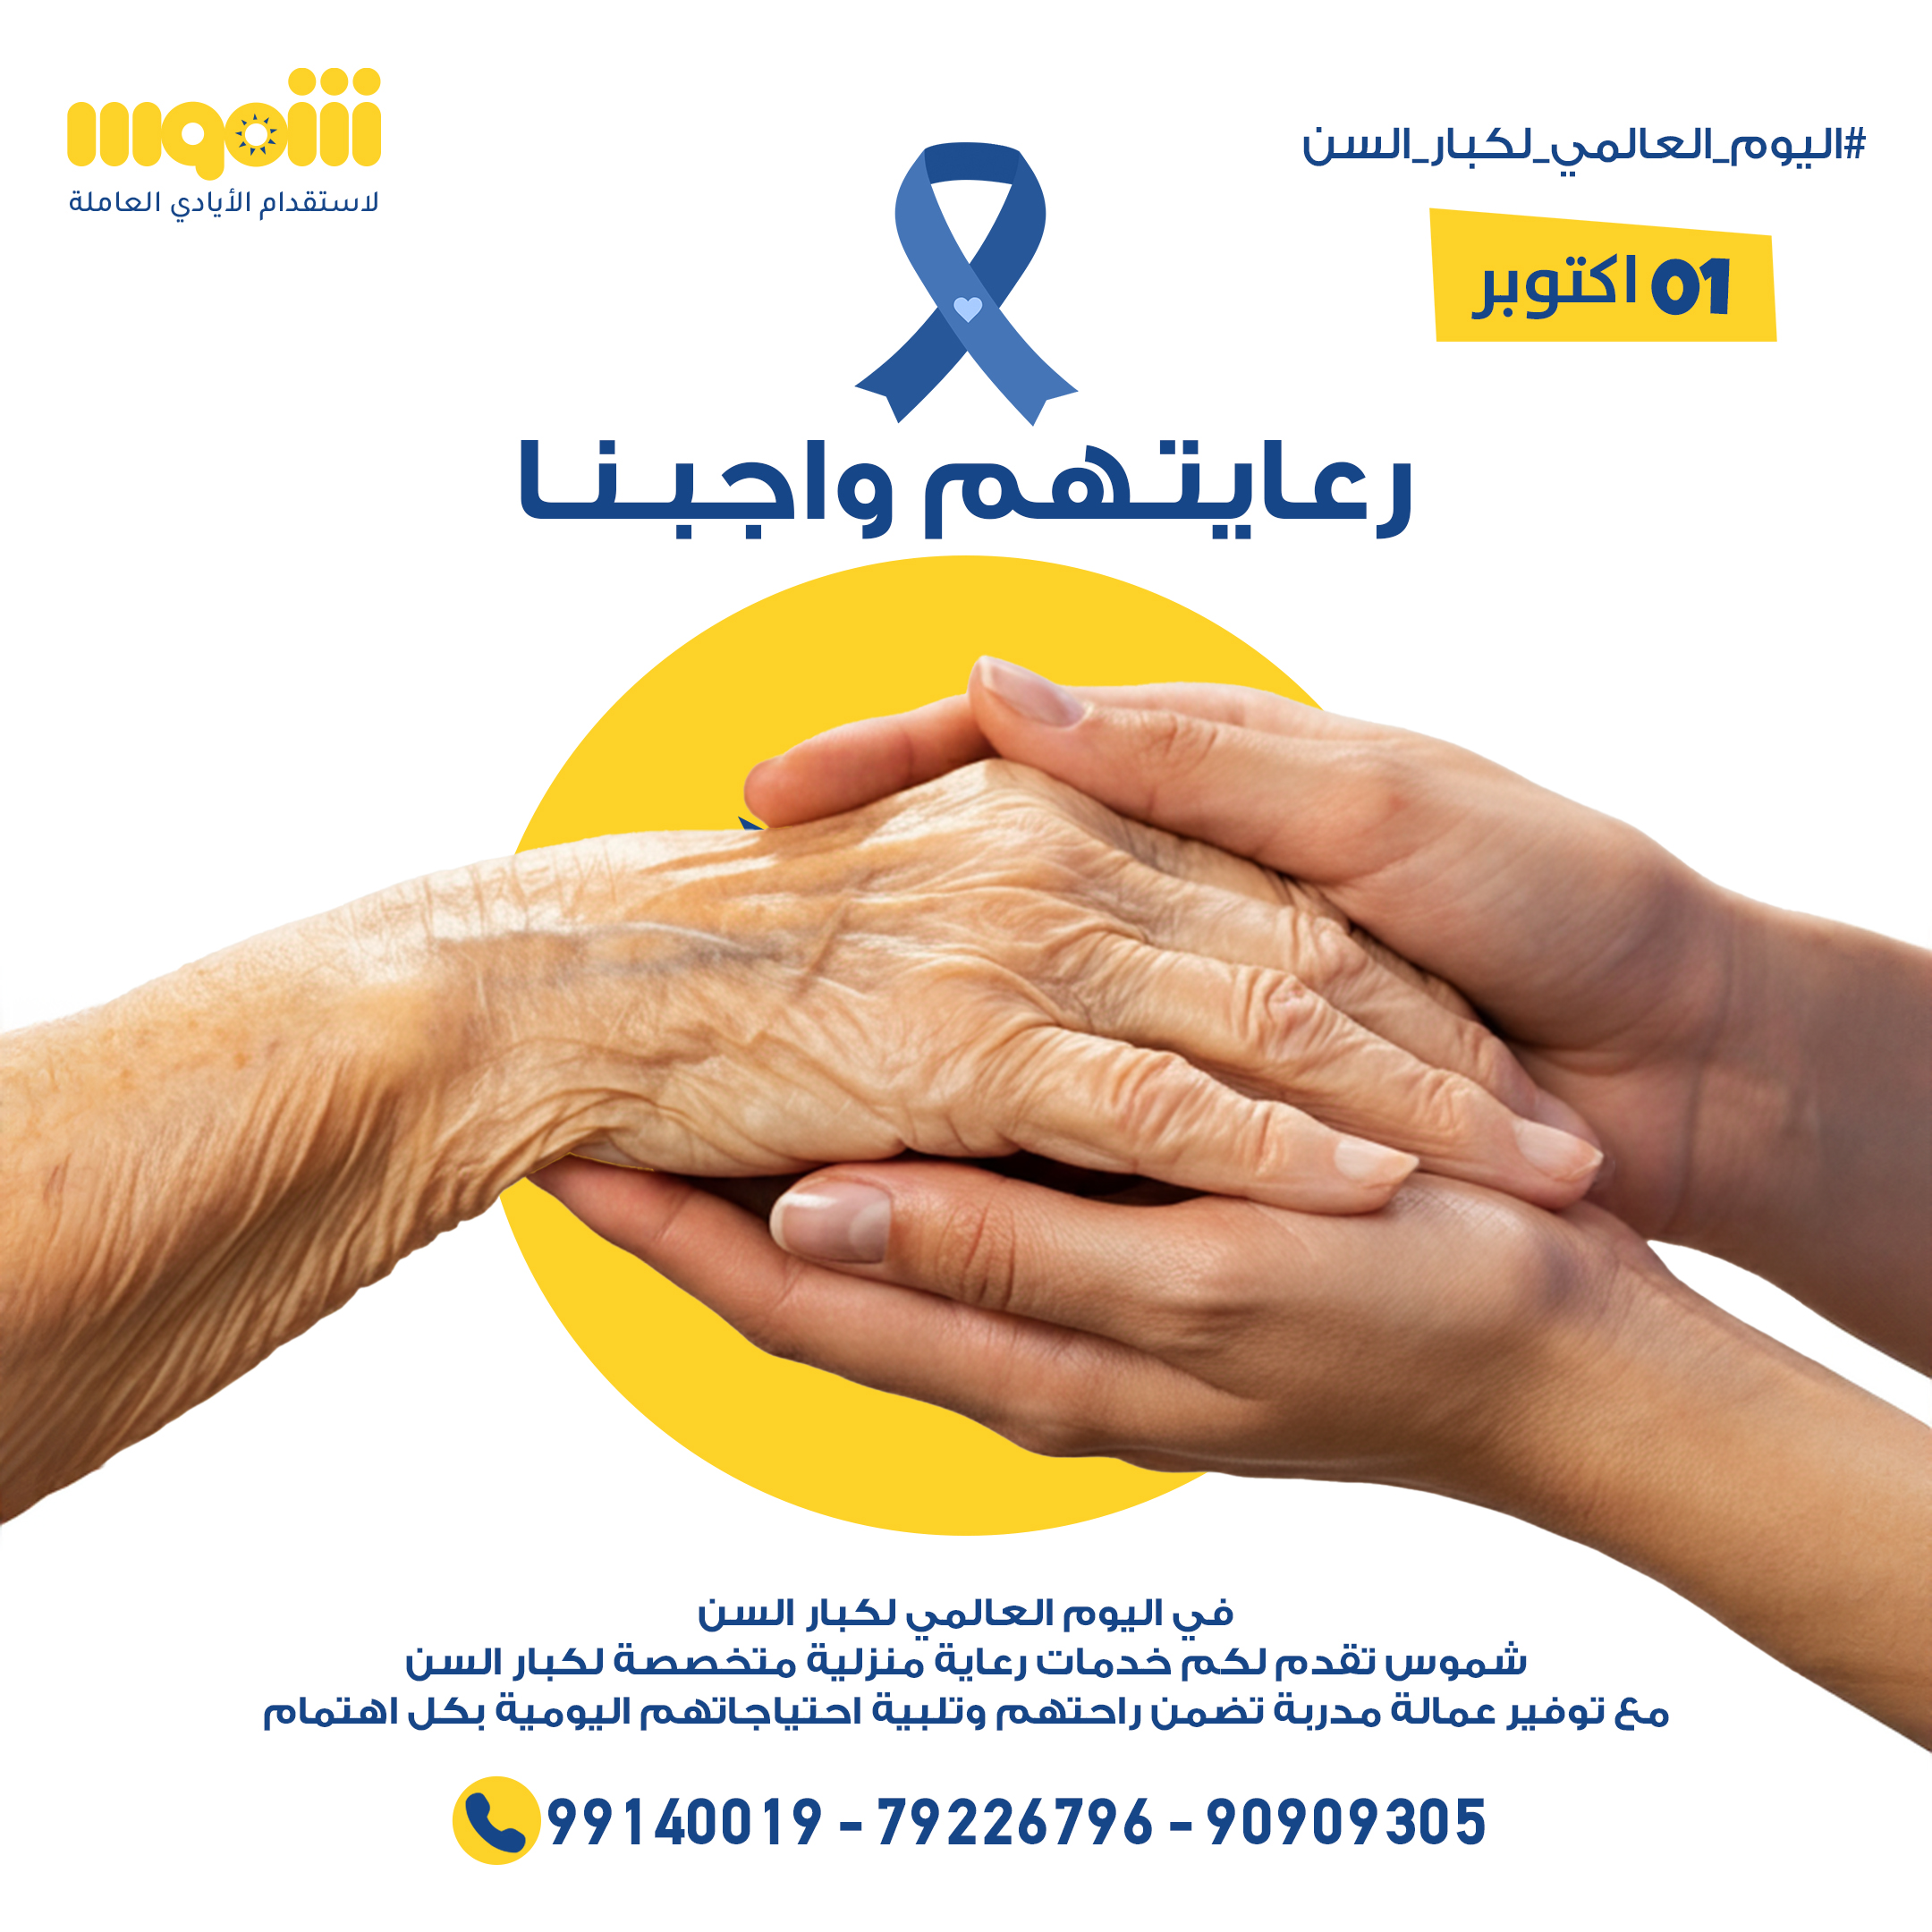 شموس
لاستقدام الأيادي العاملة
#اليوم_العالمي_لكبار_السن
01 اكتوبر
رعايتهم واجبنا
في اليوم العالمي لكبار السن
شموس تقدم لكم خدمات رعاية منزلية متخصصة لكبار السن
مع توفير عمالة مدربة تضمن راحتهم وتلبية احتياجاتهم اليومية بكل اهتمام
99140019 - 79226796 - 90909305